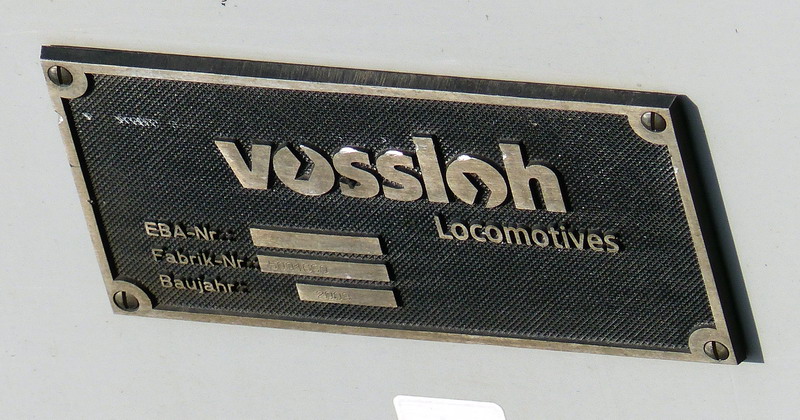 vossloh
Locomotives
EBA-Nr.:
Fabrik-Nr.:
Baujahr: